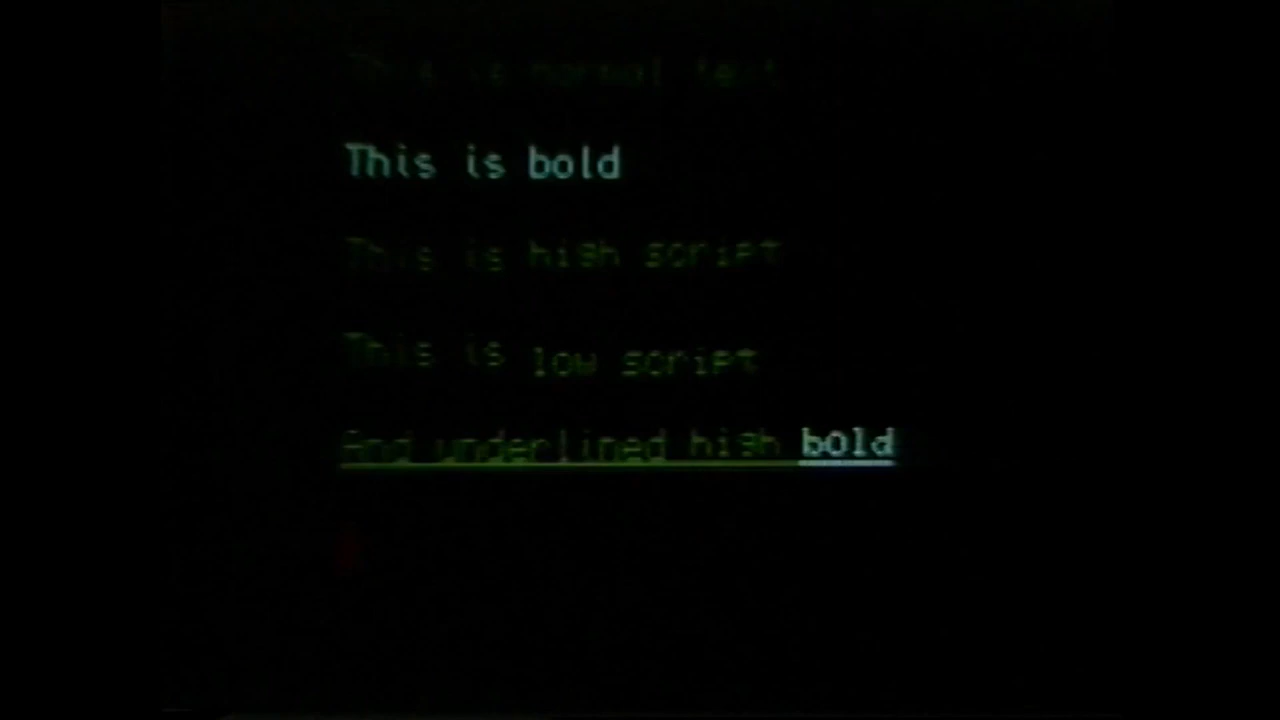 This is normal text
This is bold
This is high script
This is low script
And underlined high bold